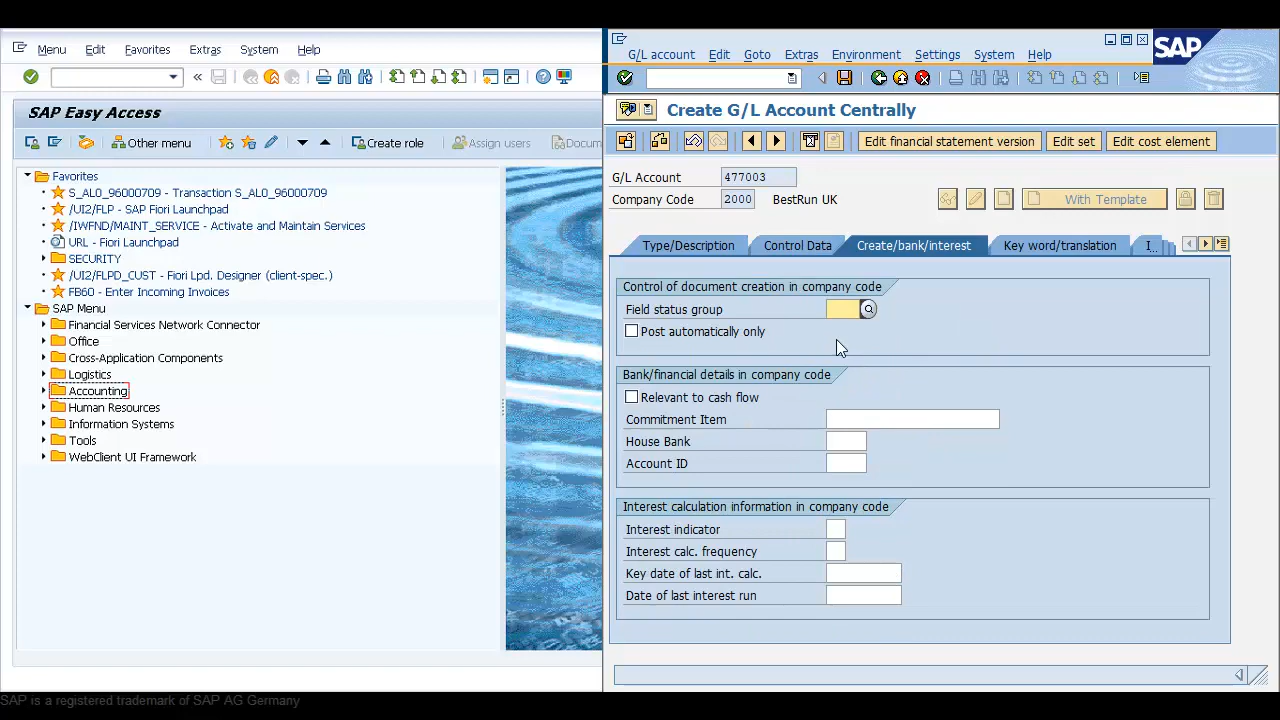 Menu Edit Favorites Extras System Help
SAP Easy Access
Other menu Create role Assign users Docum
Favorites
S_AL0_96000709 - Transaction S_AL0_96000709
/UI2/FLP - SAP Fiori Launchpad
/IWFND/MAINT_SERVICE - Activate and Maintain Services
URL - Fiori Launchpad
SECURITY
/UI2/FLPD_CUST - Fiori Lpd. Designer (client-spec.)
FB60 - Enter Incoming Invoices
SAP Menu
Financial Services Network Connector
Office
Cross-Application Components
Logistics
Accounting
Human Resources
Information Systems
Tools
WebClient UI Framework
G/L account Edit Goto Extras Environment Settings System Help
SAP
Create G/L Account Centrally
Edit financial statement version Edit set Edit cost element
G/L Account 477003
Company Code 2000 BestRun UK With Template
Type/Description Control Data Create/bank/interest Key word/translation I...
Control of document creation in company code
Field status group
Post automatically only
Bank/financial details in company code
Relevant to cash flow
Commitment Item
House Bank
Account ID
Interest calculation information in company code
Interest indicator
Interest calc. frequency
Key date of last int. calc.
Date of last interest run
SAP is a registered trademark of SAP AG Germany